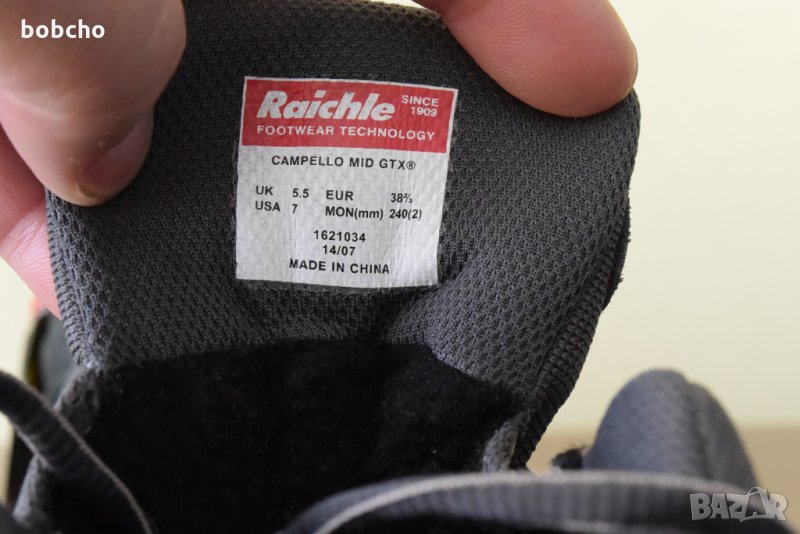 bobcho
Raichle SINCE 1909
FOOTWEAR TECHNOLOGY
CAMPELLO MID GTX®
UK 5.5 EUR 38⅔
USA 7 MON(mm) 240(2)
1621034
14/07
MADE IN CHINA
BAZAR